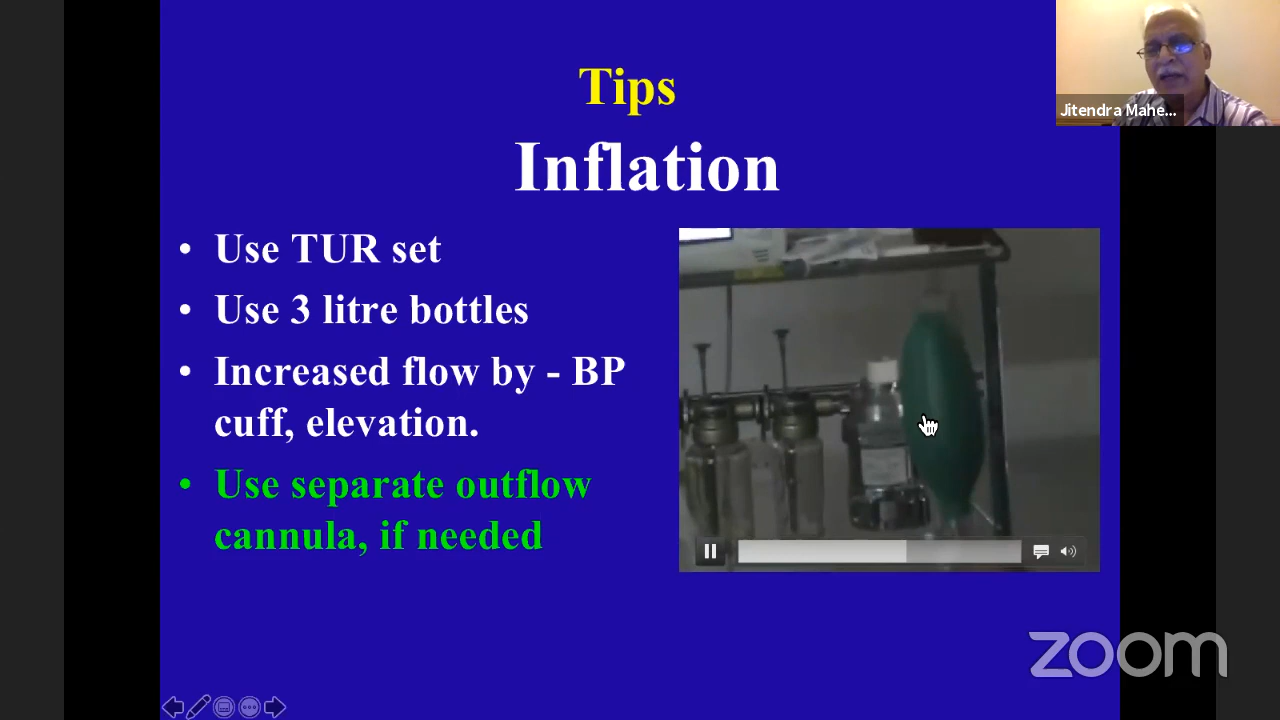 Tips
Jitendra Mahe...
Inflation
• Use TUR set
• Use 3 litre bottles
• Increased flow by - BP
cuff, elevation.
• Use separate outflow
cannula, if needed
zoom